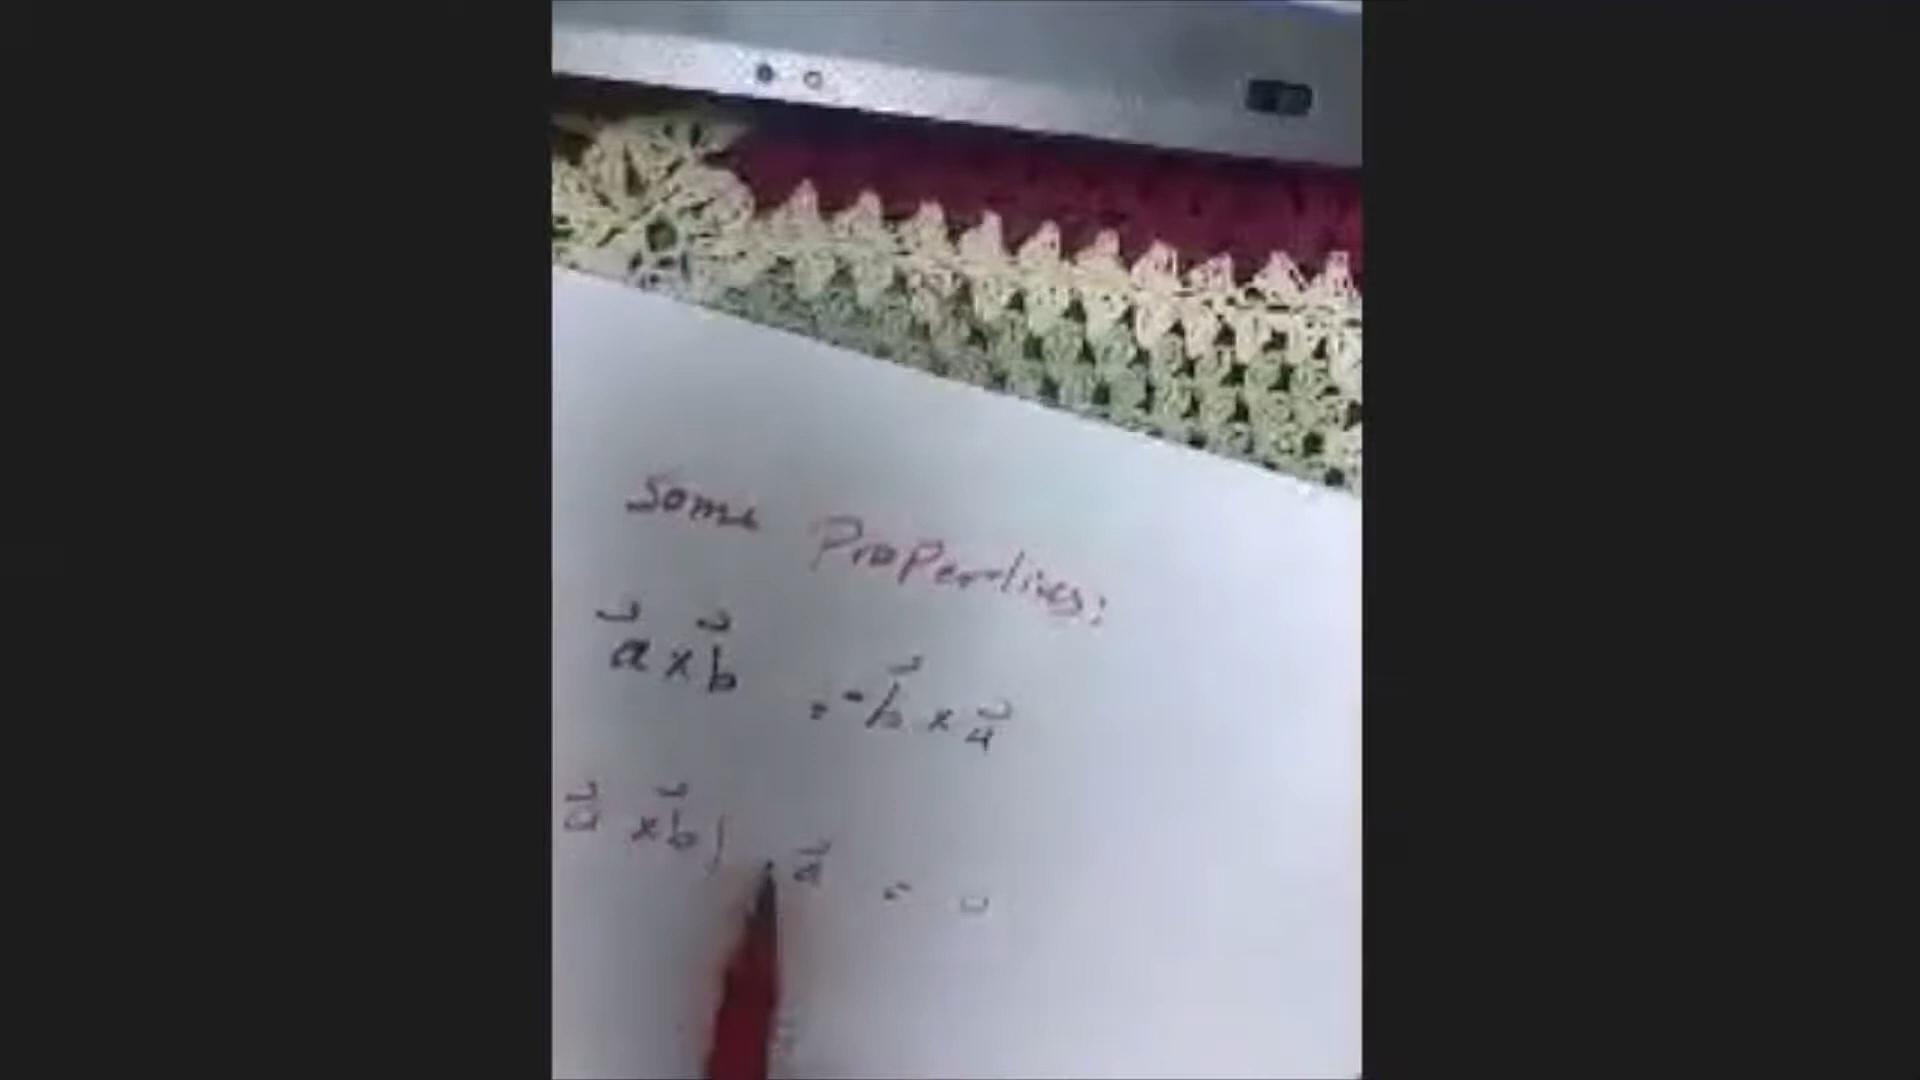 Some Properties:
a⃗ × b⃗ = -b⃗ × a⃗
a⃗ × b⃗) · a⃗ = 0